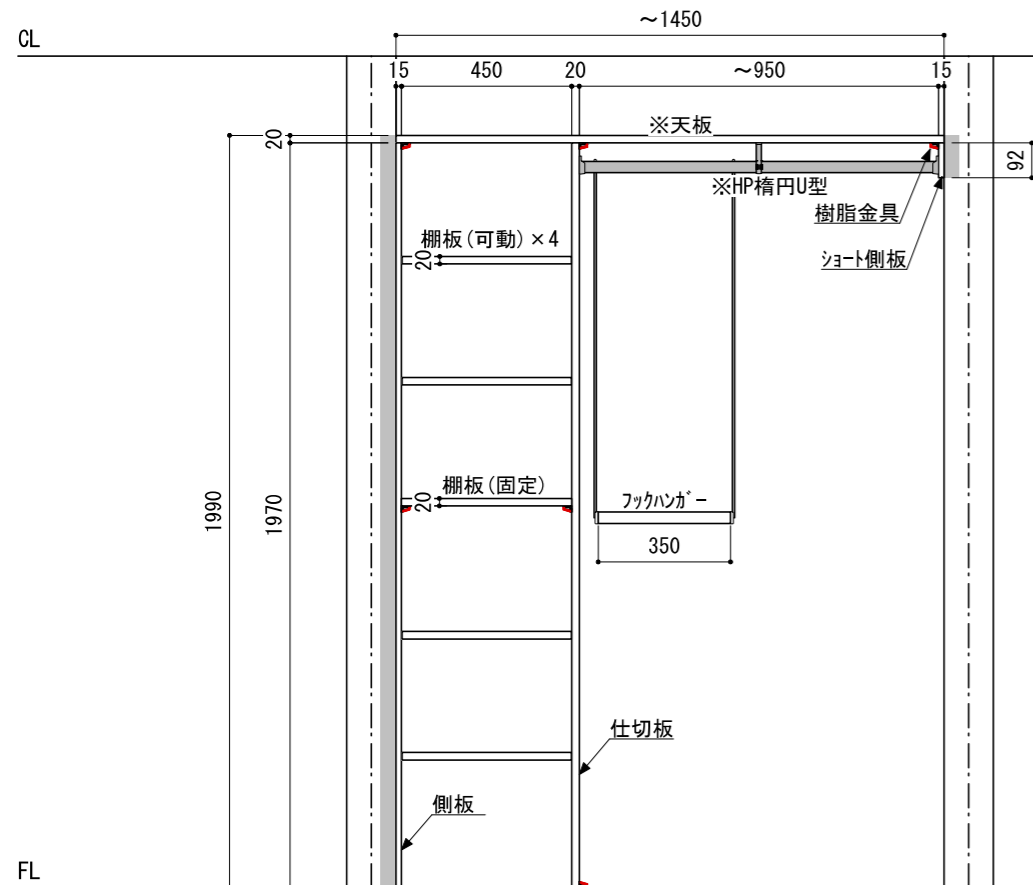 ~1450
CL
15 450 20 ~950 15
20
※天板
92
※HP楕円U型
樹脂金具
ｼｮｰﾄ側板
棚板(可動)×4
20
棚板(固定)
20
ﾌｯｸﾊﾝｶﾞｰ
350
1990
1970
仕切板
側板
FL